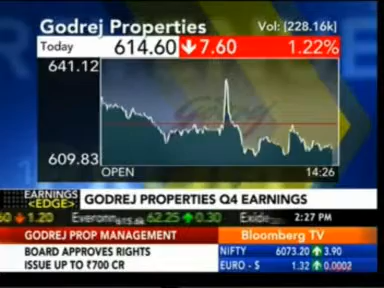 Godrej Properties Vol: [228.16k]
Today 614.60 7.60 1.22%
641.12
609.83
OPEN 14:26
EARNINGS
<EDGE>
GODREJ PROPERTIES Q4 EARNINGS
60 1.20 62.25 0.30 Exide 2:27 PM
GODREJ PROP MANAGEMENT
BOARD APPROVES RIGHTS
ISSUE UP TO ₹700 CR
Bloomberg TV
NIFTY 6073.20 3.90
EURO - $ 1.32 0.0002